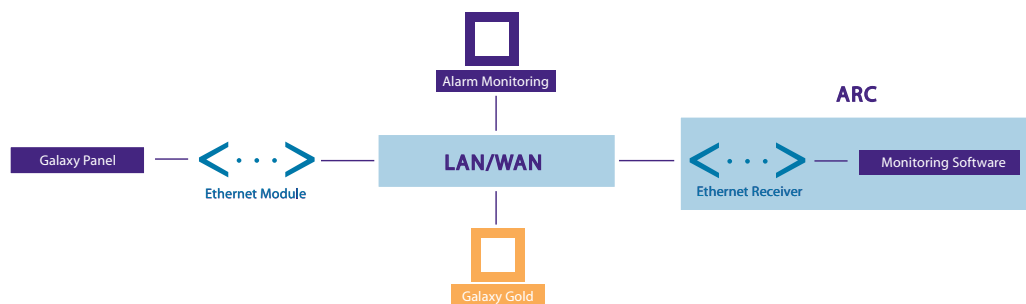 Alarm Monitoring
ARC
Galaxy Panel
Ethernet Module
LAN/WAN
Ethernet Receiver
Monitoring Software
Galaxy Gold